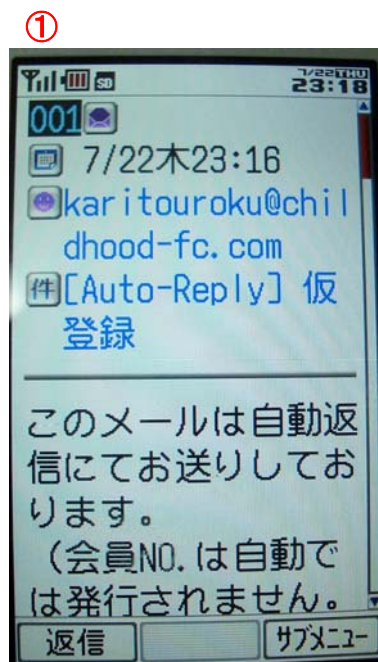 ①
SD
7/22THU
23:18
001
7/22木23:16
karitouroku@chil
dhood-fc.com
件[Auto-Reply] 仮
登録
このメールは自動返
信にてお送りしてお
ります。
（会員NO.は自動で
は発行されません。
返信 サブメニュー